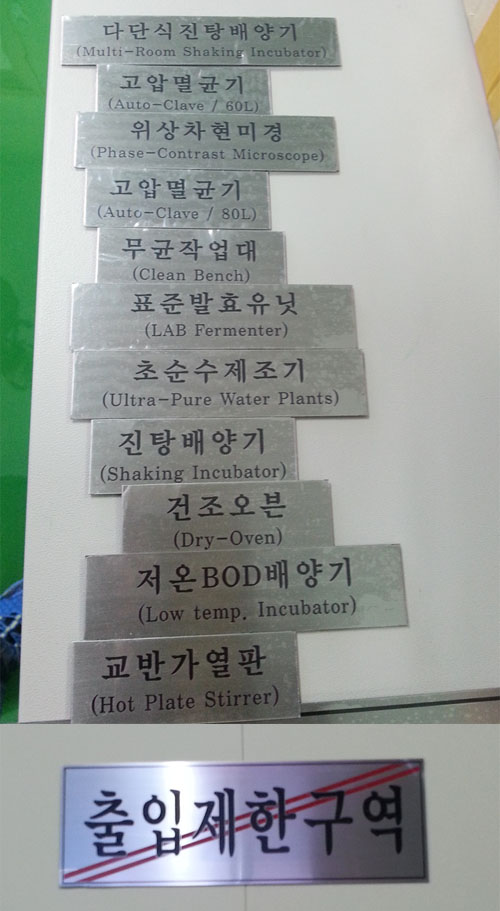 다단식진탕배양기
(Multi-Room Shaking Incubator)
고압멸균기
(Auto-Clave / 60L)
위상차현미경
(Phase-Contrast Microscope)
고압멸균기
(Auto-Clave / 80L)
무균작업대
(Clean Bench)
표준발효유닛
(LAB Fermenter)
초순수제조기
(Ultra-Pure Water Plants)
진탕배양기
(Shaking Incubator)
건조오븐
(Dry-Oven)
저온BOD배양기
(Low temp. Incubator)
교반가열판
(Hot Plate Stirrer)
출입제한구역